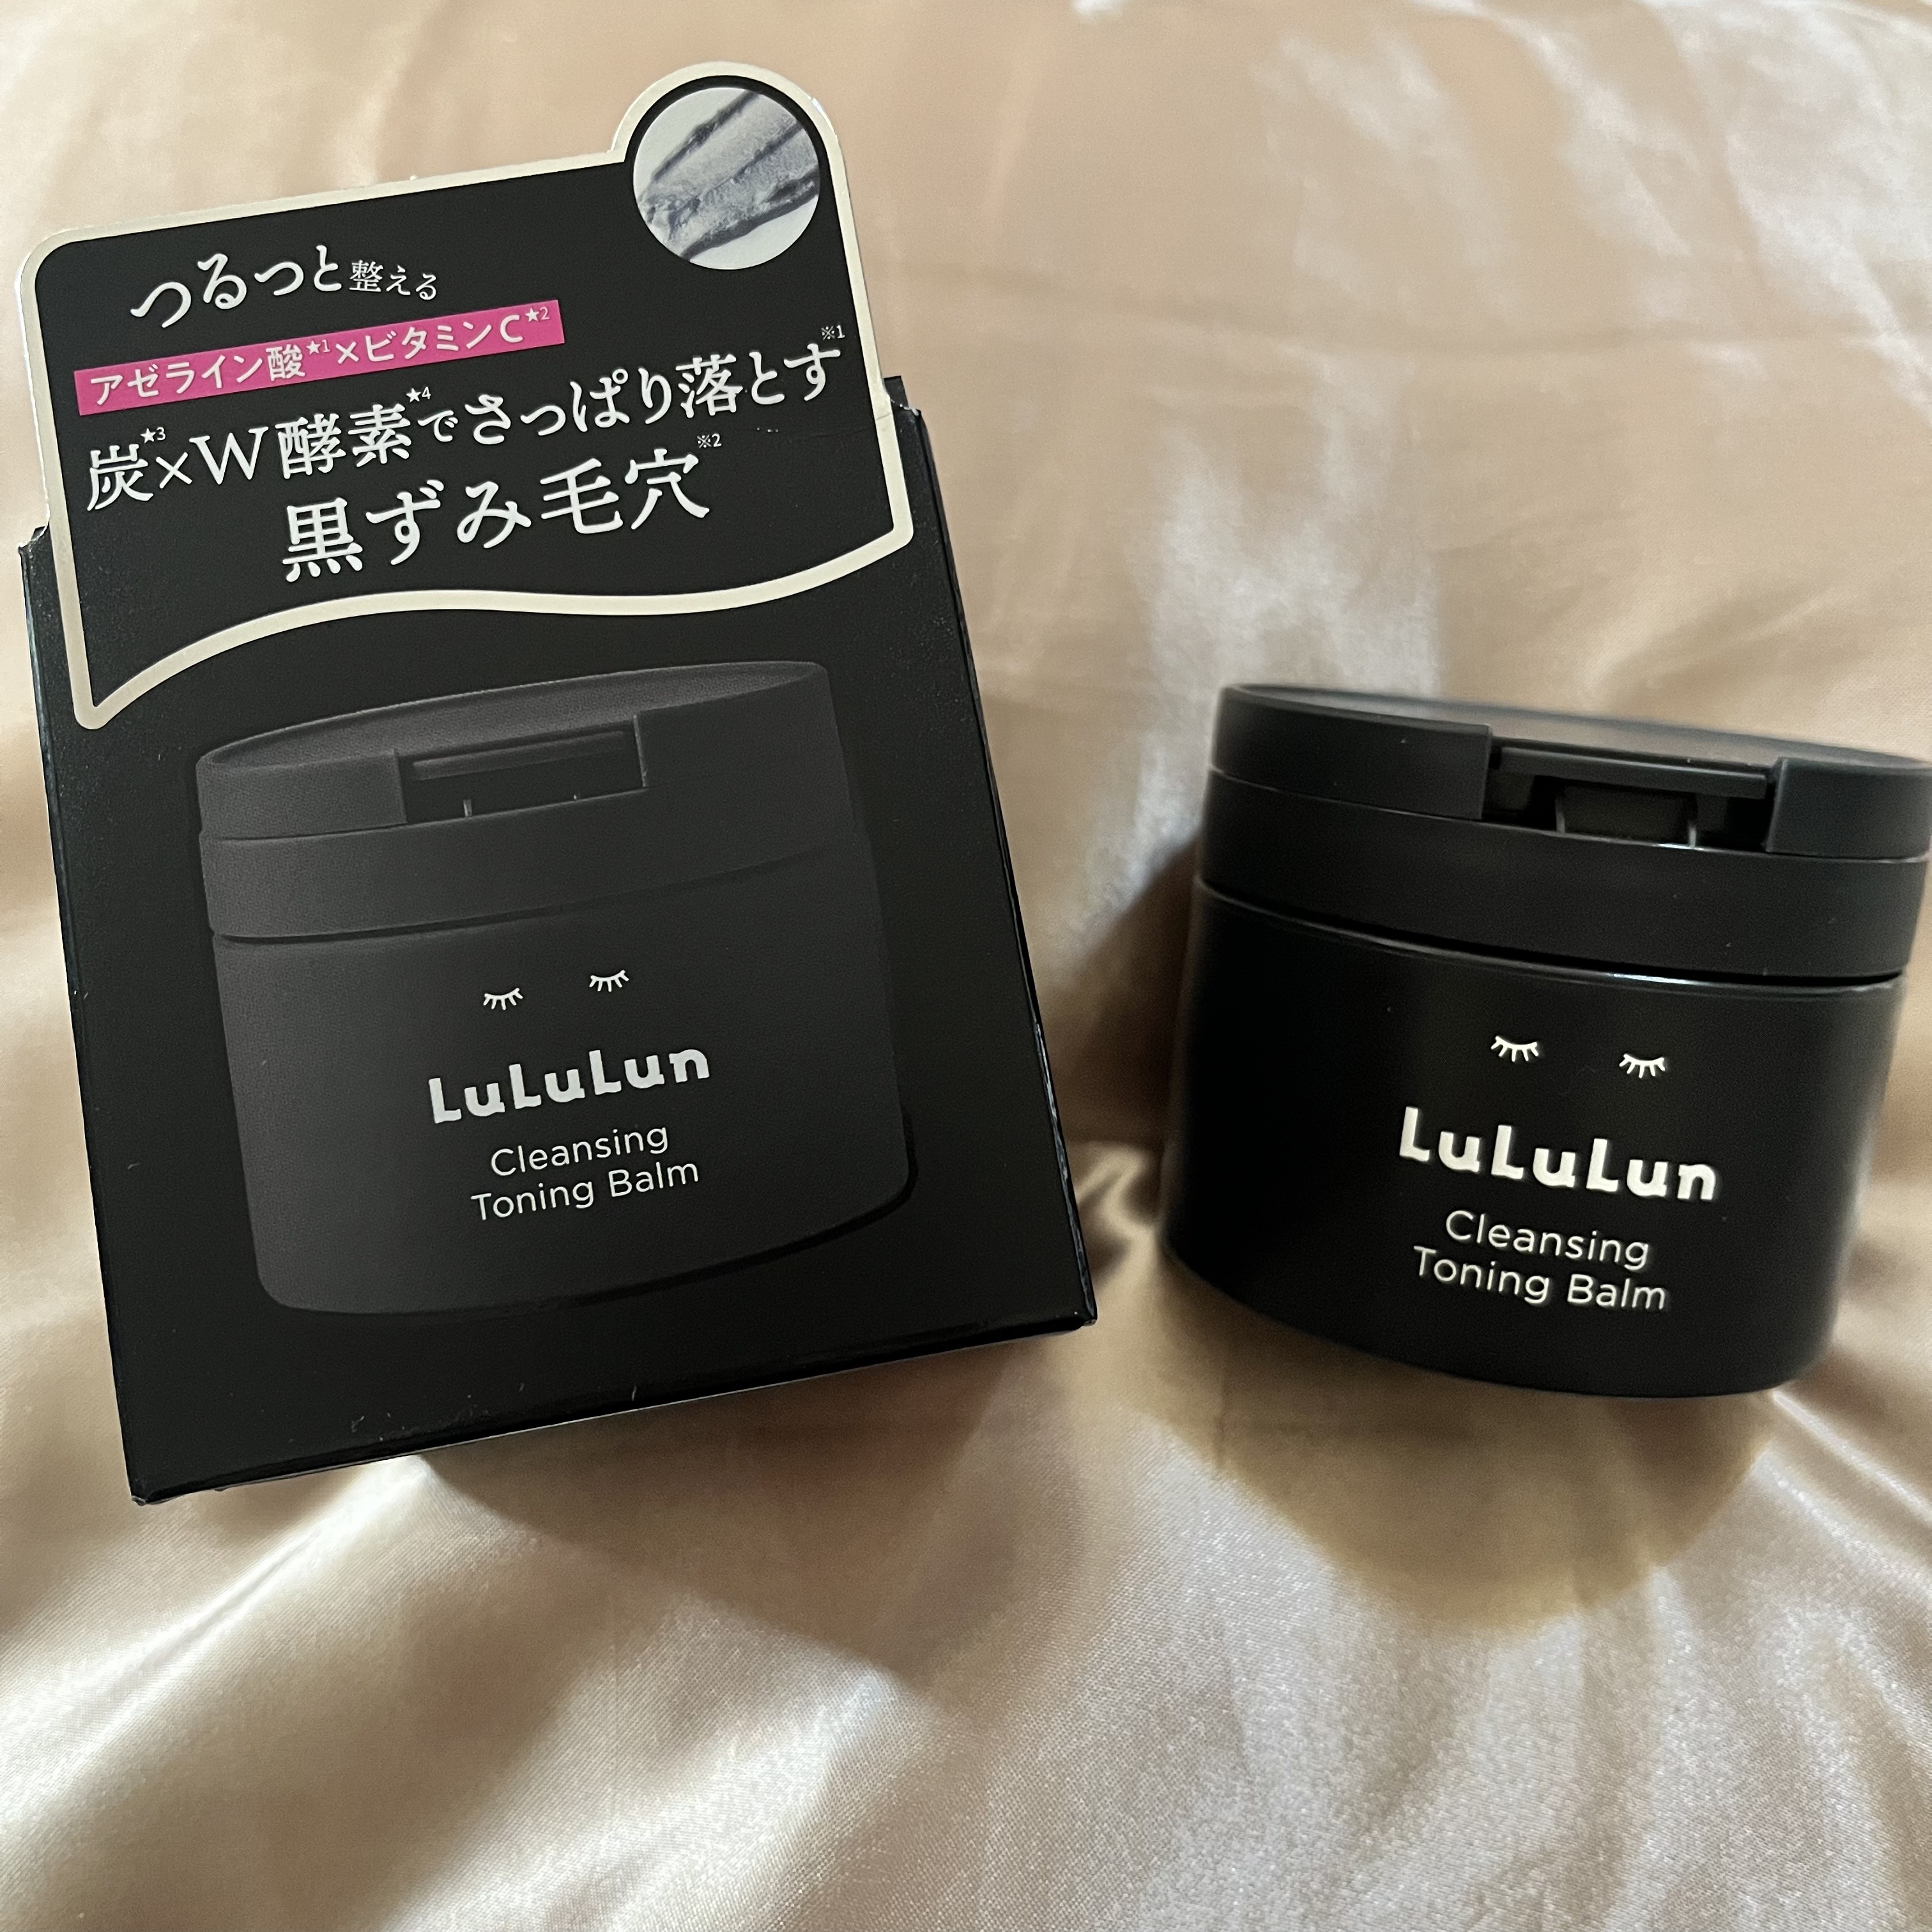 つるっと整える
アゼライン酸★1×ビタミンC★2
炭★3×W酵素★4でさっぱり落とす※1
黒ずみ毛穴※2
LuLuLun
Cleansing
Toning Balm
LuLuLun
Cleansing
Toning Balm